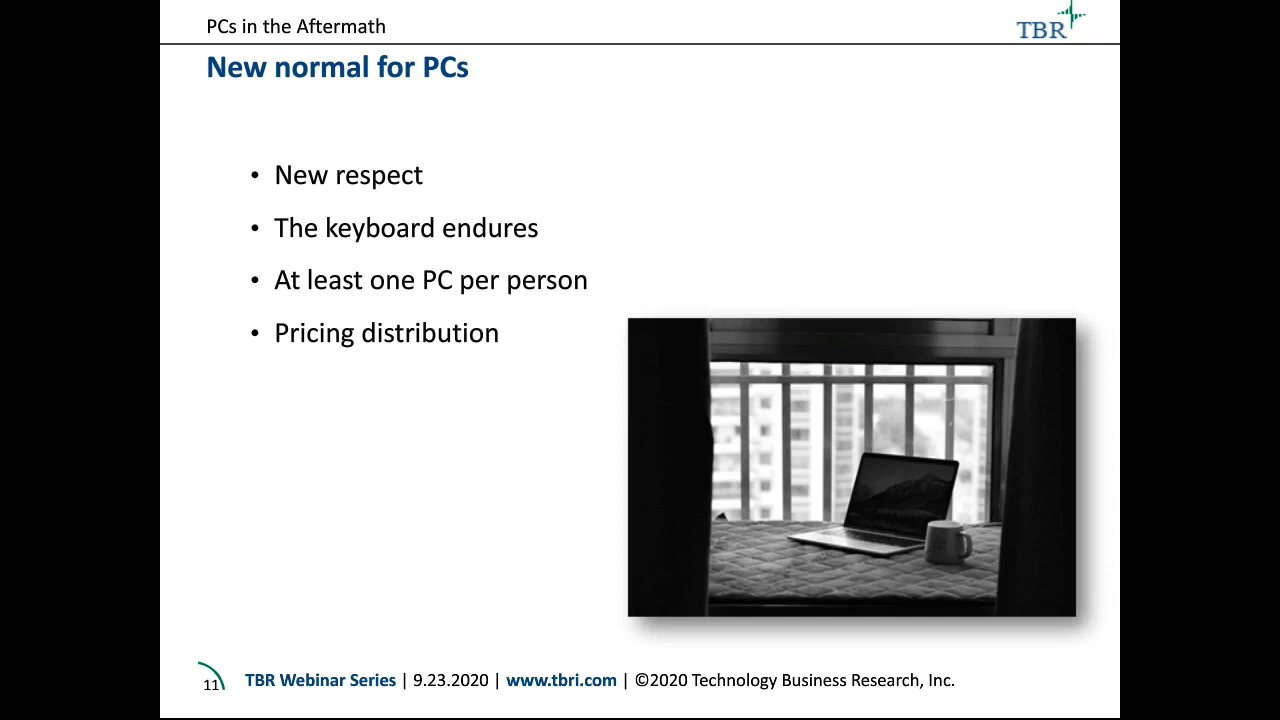 PCs in the Aftermath
TBR
New normal for PCs
• New respect
• The keyboard endures
• At least one PC per person
• Pricing distribution
11
TBR Webinar Series | 9.23.2020 | www.tbri.com | ©2020 Technology Business Research, Inc.